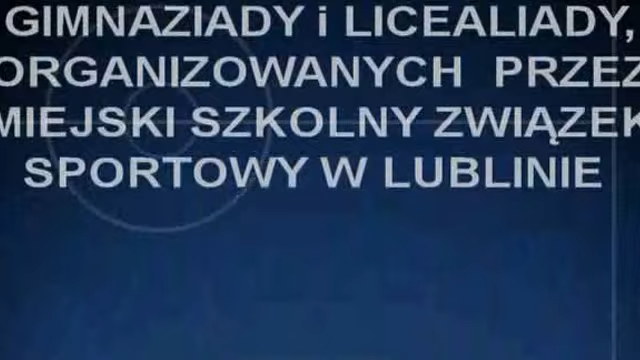 GIMNAZIADY i LICEALIADY,
ORGANIZOWANYCH PRZEZ
MIEJSKI SZKOLNY ZWIĄZEK
SPORTOWY W LUBLINIE